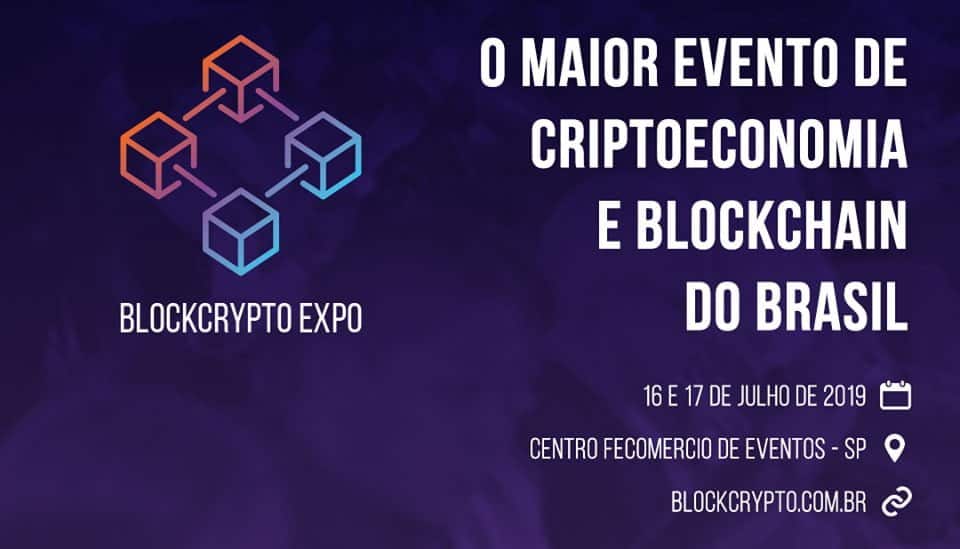 BLOCKCRYPTO EXPO
O MAIOR EVENTO DE
CRIPTOECONOMIA
E BLOCKCHAIN
DO BRASIL
16 E 17 DE JULHO DE 2019
CENTRO FECOMERCIO DE EVENTOS - SP
BLOCKCRYPTO.COM.BR